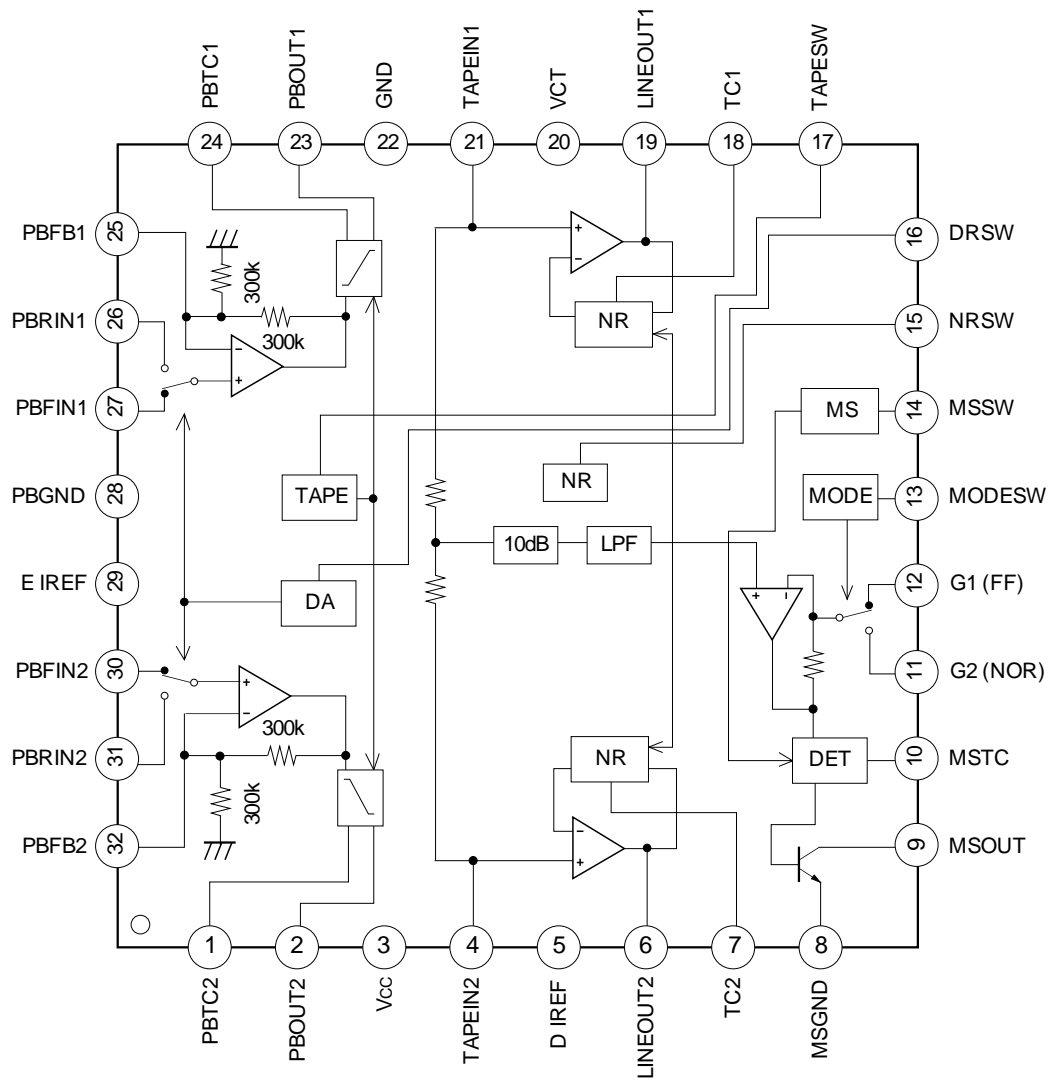 PBTC1
PBOUT1
GND
TAPEIN1
VCT
LINEOUT1
TC1
TAPESW
24
23
22
21
20
19
18
17
PBFB1
25
300k
16
DRSW
300k
NR
PBRIN1
26
15
NRSW
PBFIN1
27
MS
14
MSSW
PBGND
28
TAPE
NR
MODE
13
MODESW
10dB
LPF
E IREF
29
DA
12
G1 (FF)
PBFIN2
30
11
G2 (NOR)
300k
PBRIN2
31
300k
NR
DET
10
MSTC
PBFB2
32
9
MSOUT
1
2
3
4
5
6
7
8
PBTC2
PBOUT2
Vcc
TAPEIN2
D IREF
LINEOUT2
TC2
MSGND